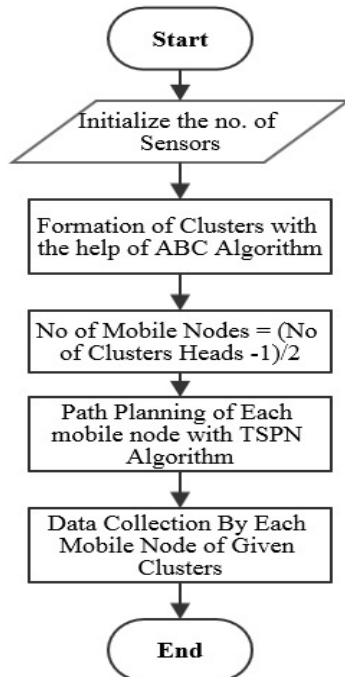 Start
Initialize the no. of
Sensors
Formation of Clusters with
the help of ABC Algorithm
No of Mobile Nodes = (No
of Clusters Heads -1)/2
Path Planning of Each
mobile node with TSPN
Algorithm
Data Collection By Each
Mobile Node of Given
Clusters
End